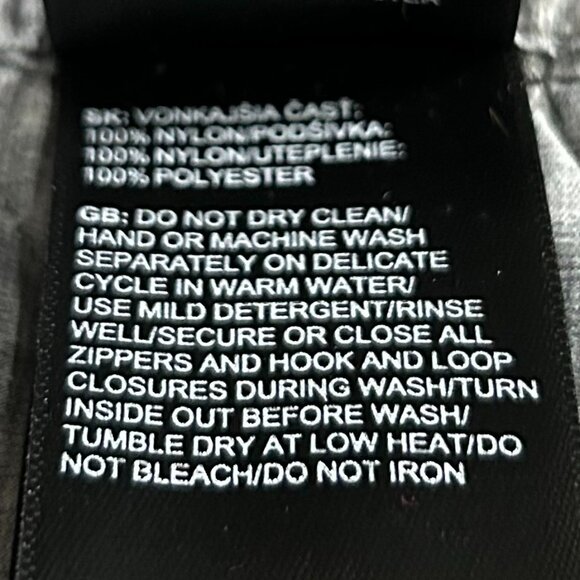 SK: VONKAJŠIA ČASŤ:
100% NYLON/PODŠÍVKA:
100% NYLON/UTEPLENIE:
100% POLYESTER
GB: DO NOT DRY CLEAN/
HAND OR MACHINE WASH
SEPARATELY ON DELICATE
CYCLE IN WARM WATER/
USE MILD DETERGENT/RINSE
WELL/SECURE OR CLOSE ALL
ZIPPERS AND HOOK AND LOOP
CLOSURES DURING WASH/TURN
INSIDE OUT BEFORE WASH/
TUMBLE DRY AT LOW HEAT/DO
NOT BLEACH/DO NOT IRON